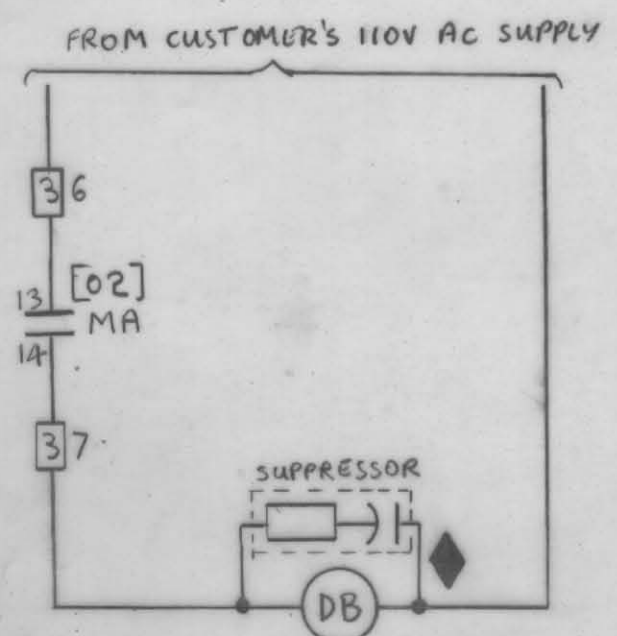 FROM CUSTOMER'S 110V AC SUPPLY
3 6
13 [02]
MA
14
3 7
SUPPRESSOR
DB